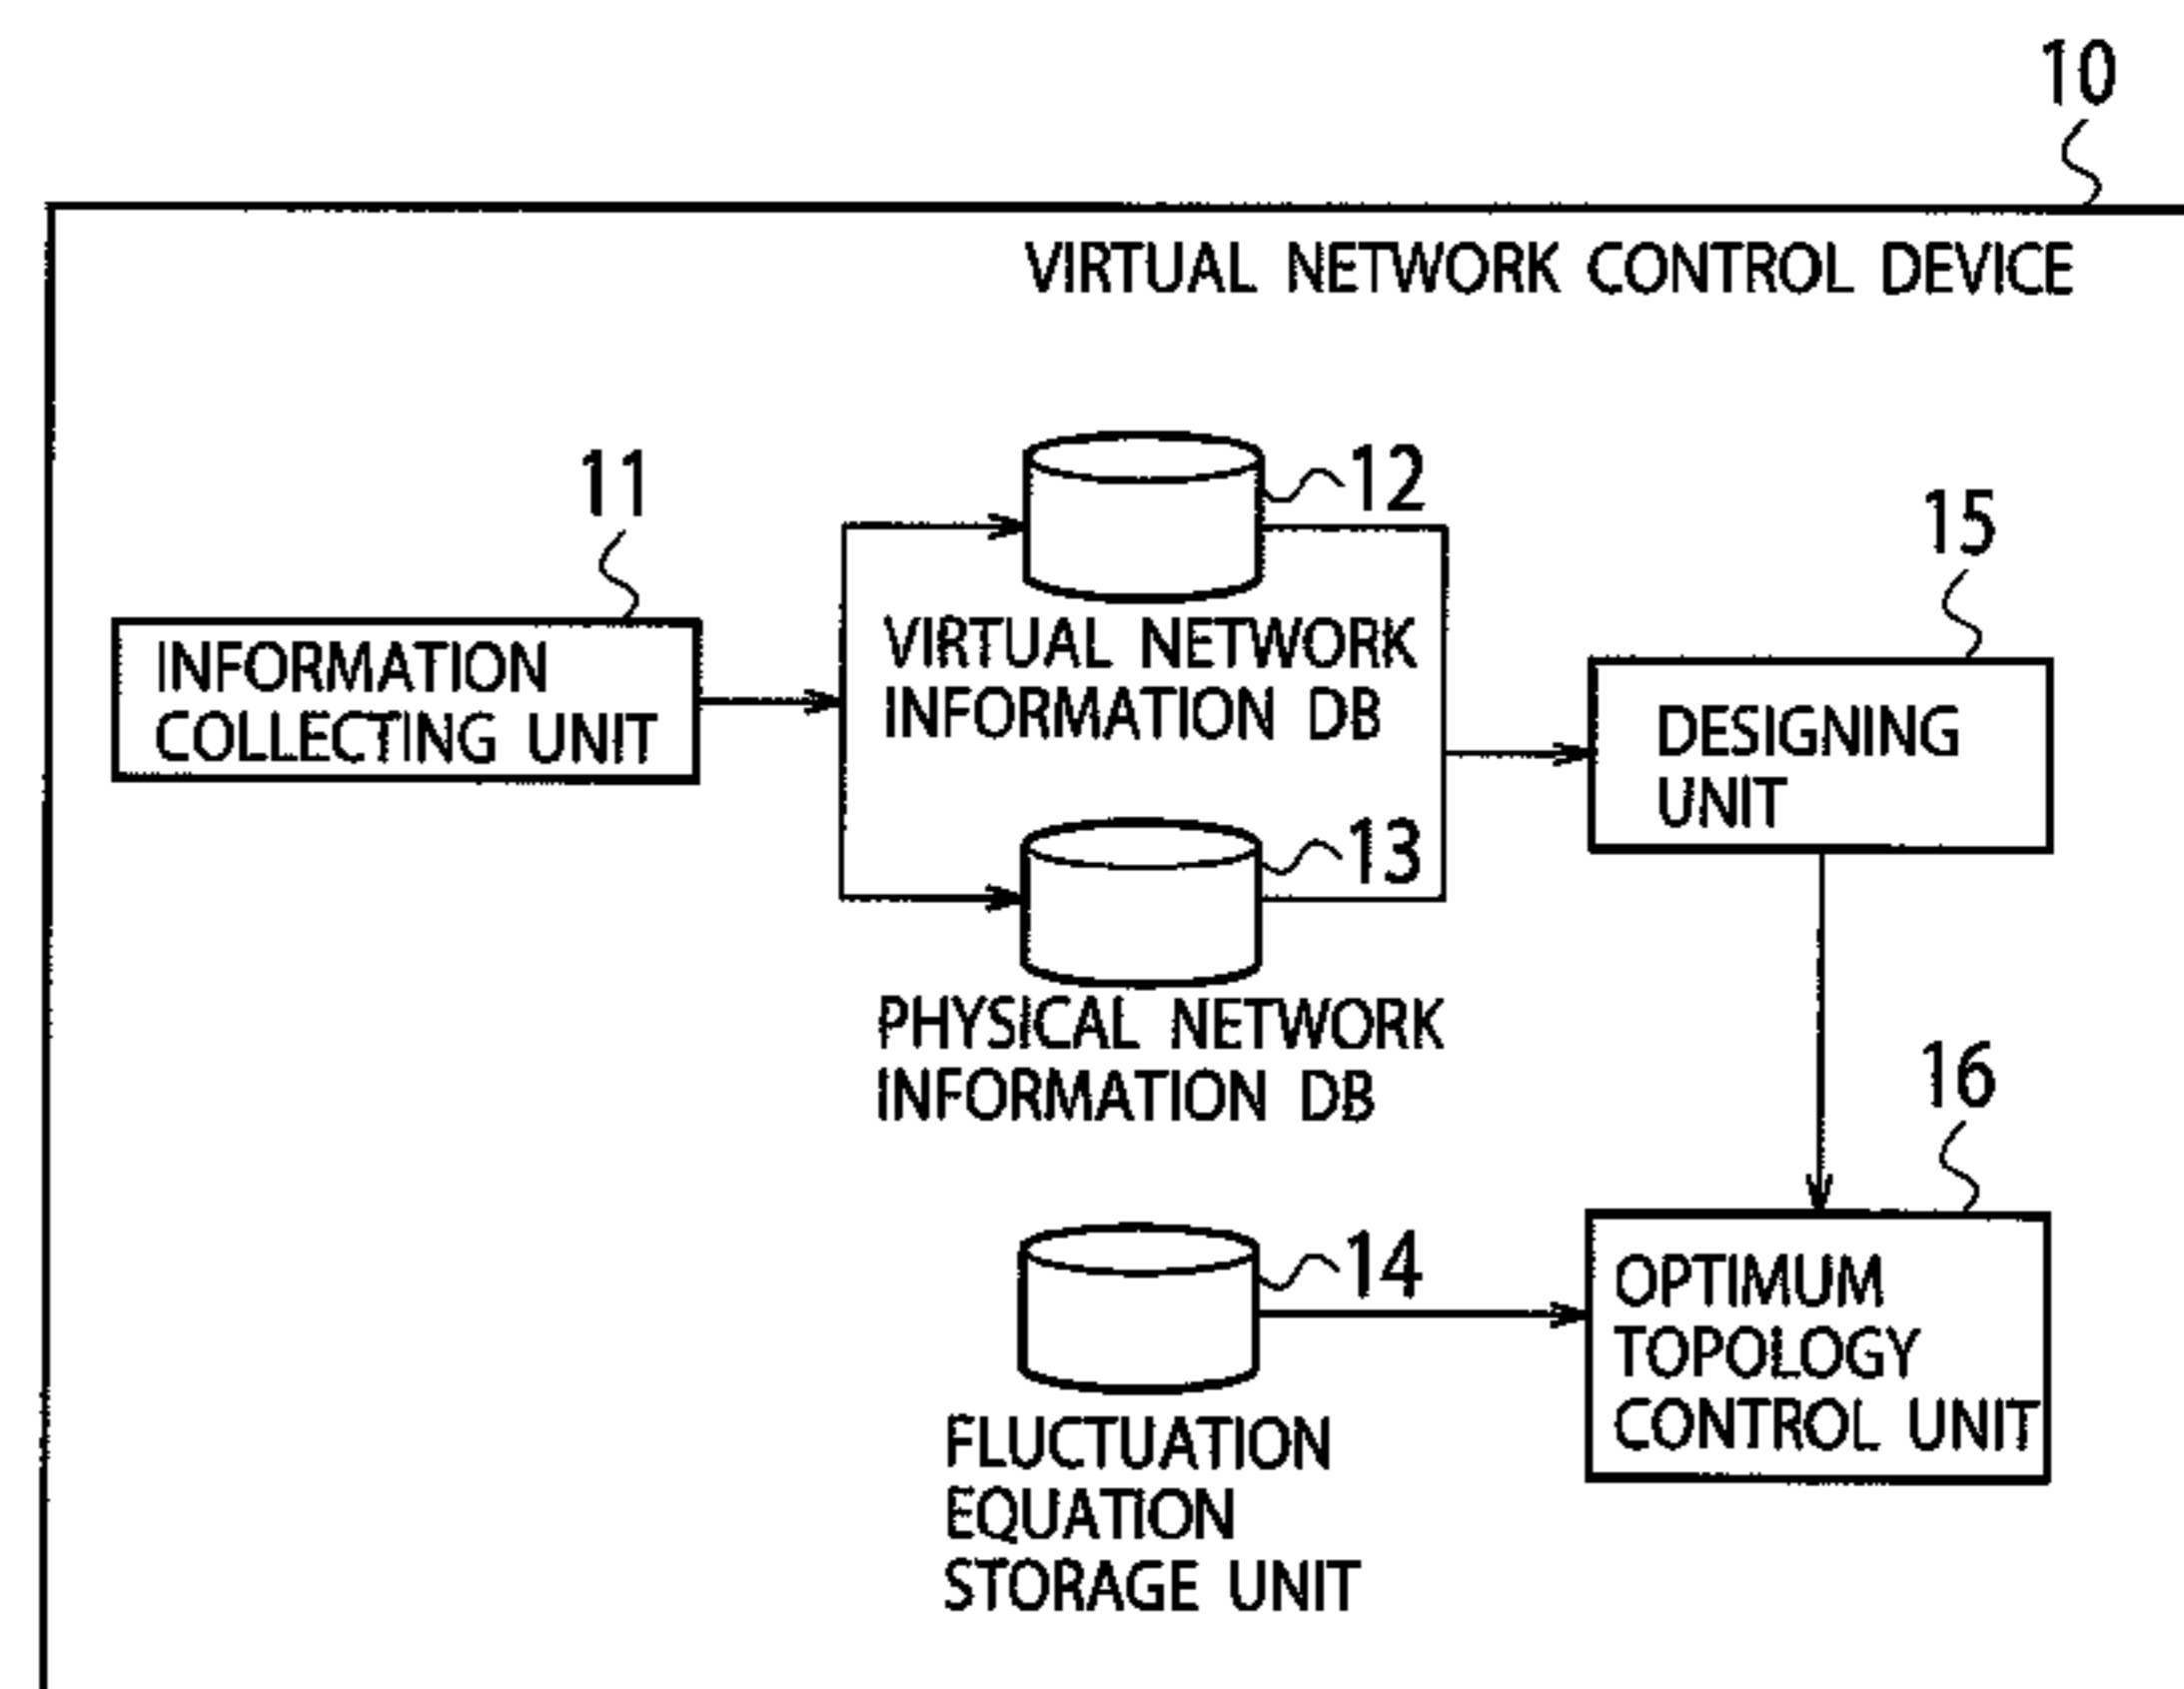 10
VIRTUAL NETWORK CONTROL DEVICE
11
12
15
INFORMATION
COLLECTING UNIT
VIRTUAL NETWORK
INFORMATION DB
DESIGNING
UNIT
13
PHYSICAL NETWORK
INFORMATION DB
16
14
OPTIMUM
TOPOLOGY
CONTROL UNIT
FLUCTUATION
EQUATION
STORAGE UNIT